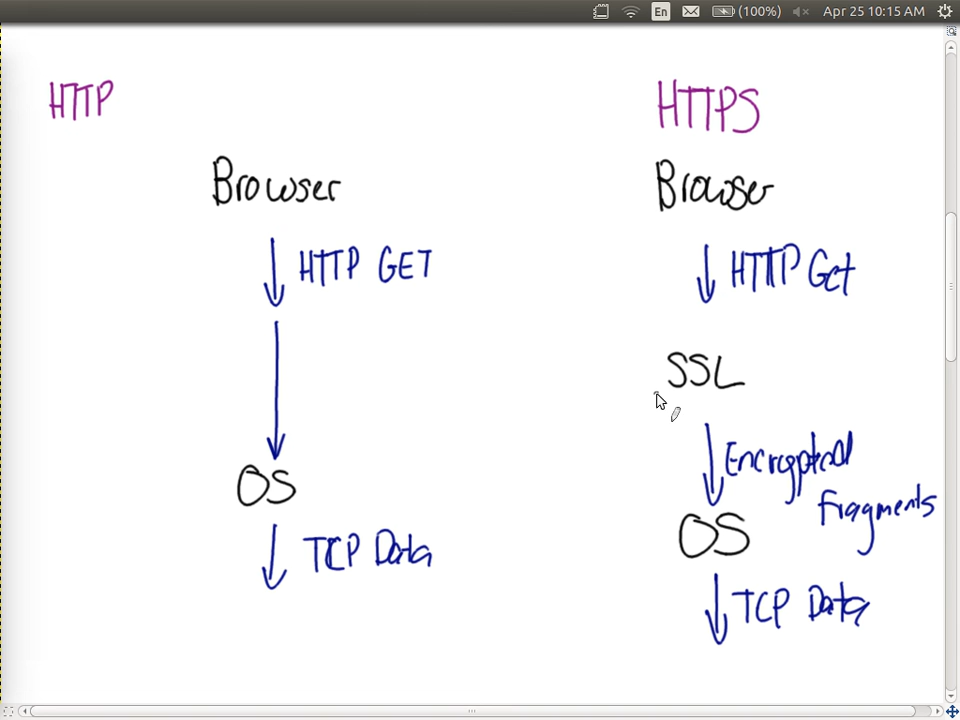 En (100%) Apr 25 10:15 AM
HTTP
Browser
HTTP GET
OS
TCP Data
HTTPS
Browser
HTTP Get
SSL
Encrypted
Fragments
OS
TCP Data